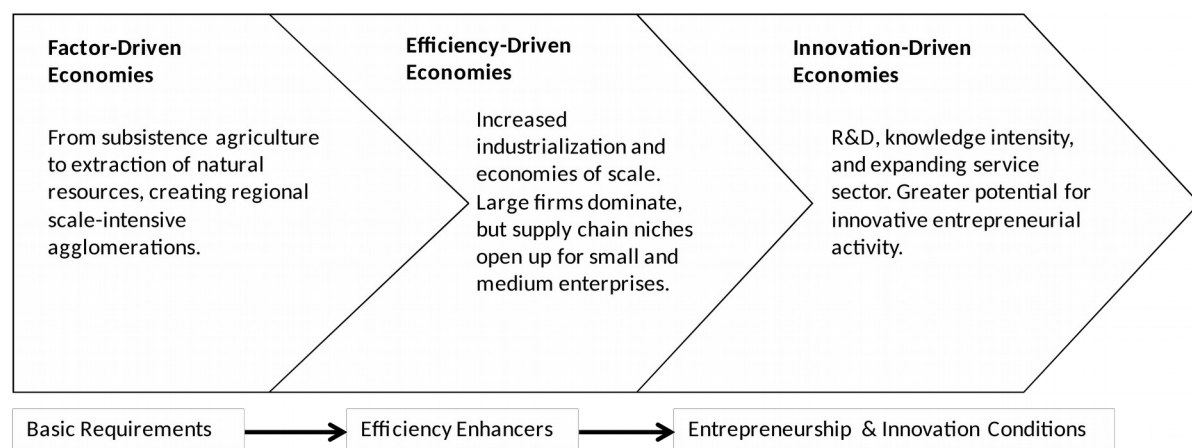 Factor-Driven
Economies
From subsistence agriculture
to extraction of natural
resources, creating regional
scale-intensive
agglomerations.
Efficiency-Driven
Economies
Increased
industrialization and
economies of scale.
Large firms dominate,
but supply chain niches
open up for small and
medium enterprises.
Innovation-Driven
Economies
R&D, knowledge intensity,
and expanding service
sector. Greater potential for
innovative entrepreneurial
activity.
Basic Requirements
Efficiency Enhancers
Entrepreneurship & Innovation Conditions